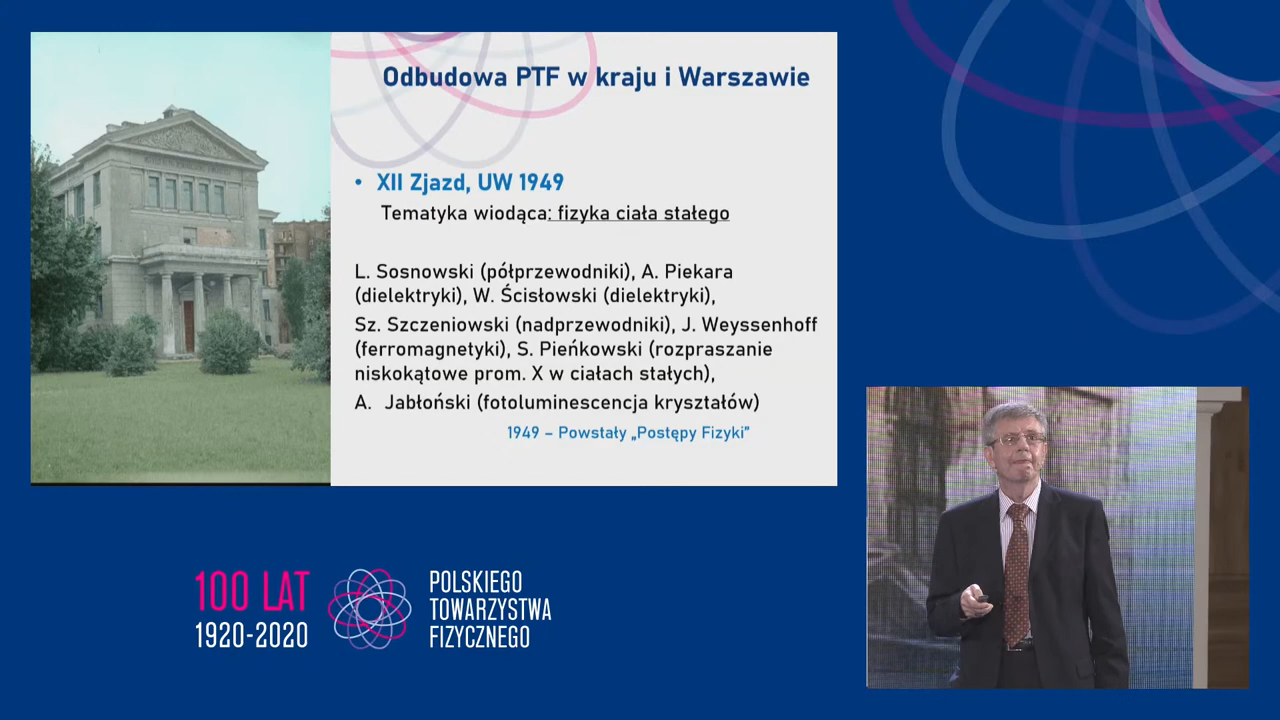 Odbudowa PTF w kraju i Warszawie
• XII Zjazd, UW 1949
Tematyka wiodąca: fizyka ciała stałego
L. Sosnowski (półprzewodniki), A. Piekara
(dielektryki), W. Ścisłowski (dielektryki),
Sz. Szczeniowski (nadprzewodniki), J. Weyssenhoff
(ferromagnetyki), S. Pieńkowski (rozpraszanie
niskokątowe prom. X w ciałach stałych),
A. Jabłoński (fotoluminescencja kryształów)
1949 – Powstały „Postępy Fizyki”
100 LAT
1920-2020
POLSKIEGO
TOWARZYSTWA
FIZYCZNEGO